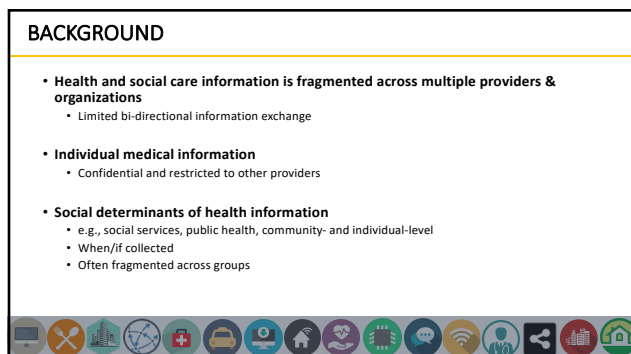 BACKGROUND
• Health and social care information is fragmented across multiple providers &
organizations
• Limited bi-directional information exchange
• Individual medical information
• Confidential and restricted to other providers
• Social determinants of health information
• e.g., social services, public health, community- and individual-level
• When/if collected
• Often fragmented across groups